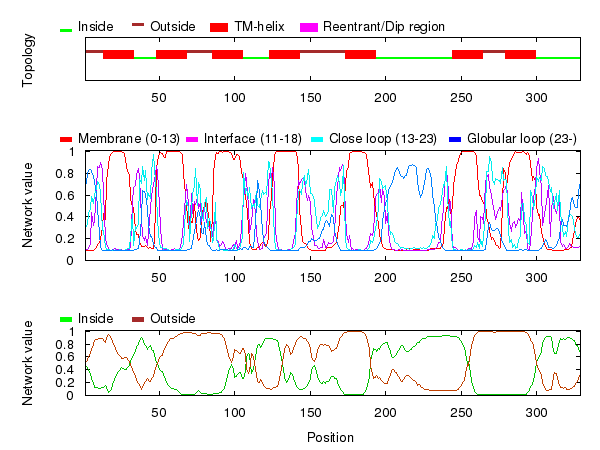 Inside Outside TM-helix Reentrant/Dip region
Topology
50 100 150 200 250 300
Membrane (0-13) Interface (11-18) Close loop (13-23) Globular loop (23-)
Network value
1
0.8
0.6
0.4
0.2
0
50 100 150 200 250 300
Inside Outside
Network value
1
0.8
0.6
0.4
0.2
0
50 100 150 200 250 300
Position